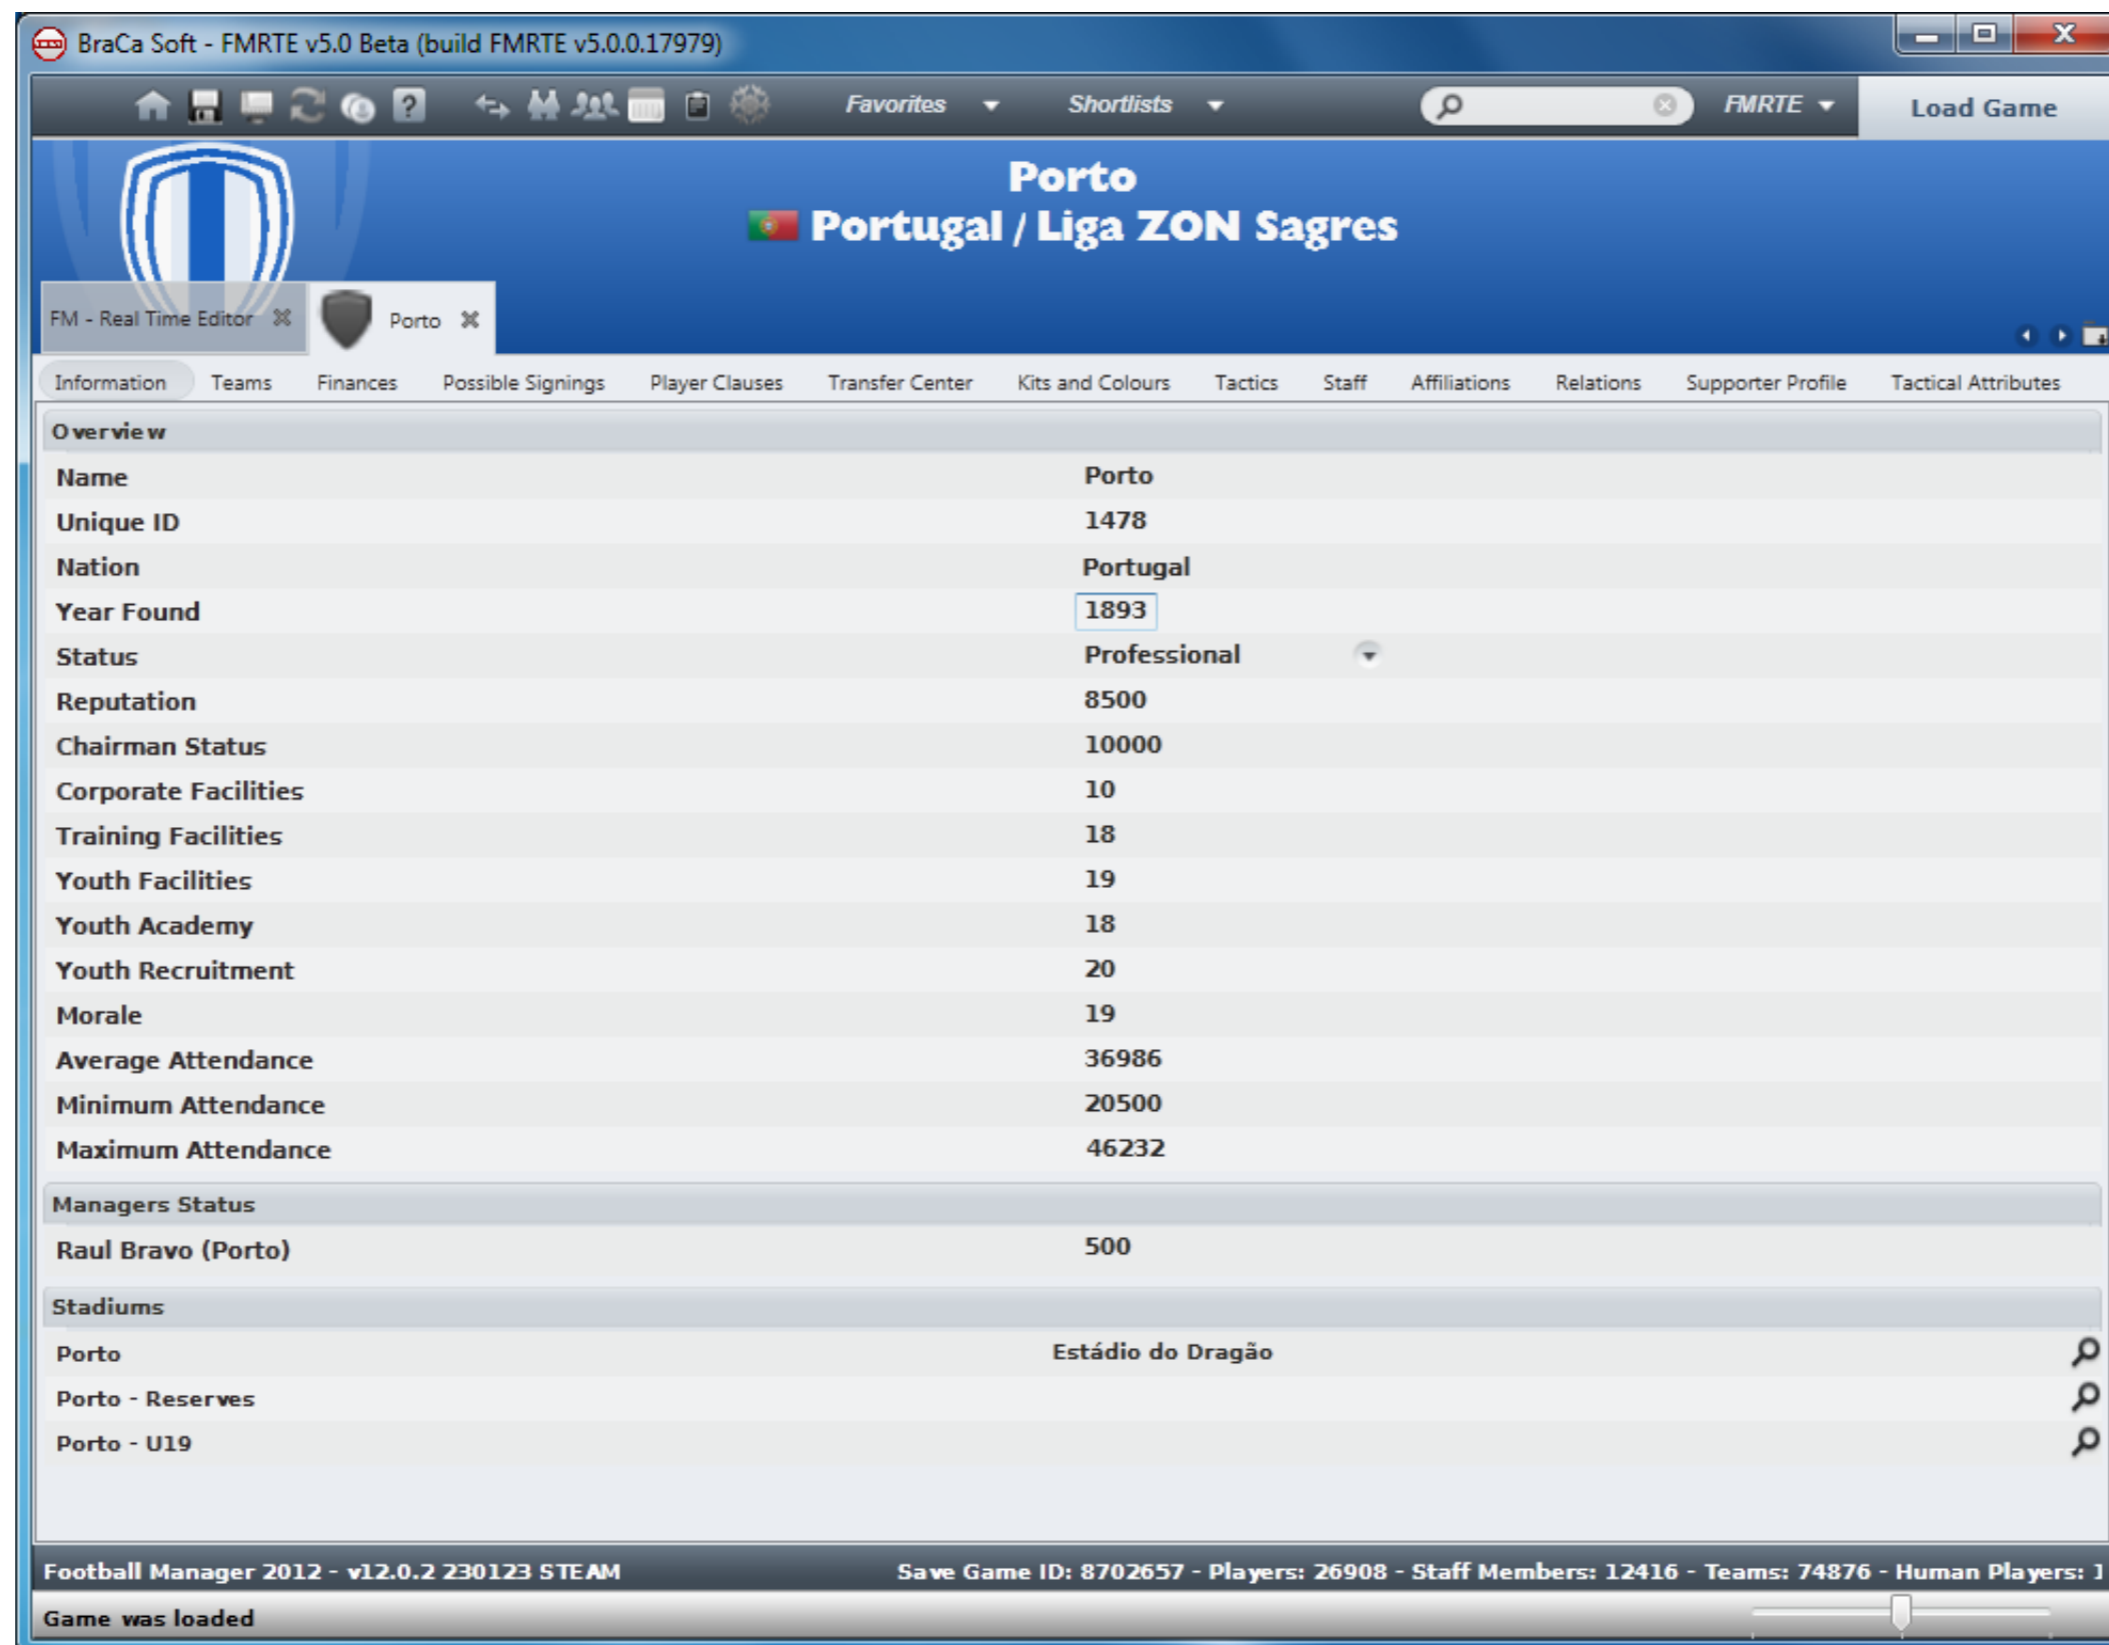 BraCa Soft - FMRTE v5.0 Beta (build FMRTE v5.0.0.17979)
Favorites Shortlists FMRTE Load Game
Porto
Portugal / Liga ZON Sagres
FM - Real Time Editor Porto
Information Teams Finances Possible Signings Player Clauses Transfer Center Kits and Colours Tactics Staff Affiliations Relations Supporter Profile Tactical Attributes
Overview
Name Porto
Unique ID 1478
Nation Portugal
Year Found 1893
Status Professional
Reputation 8500
Chairman Status 10000
Corporate Facilities 10
Training Facilities 18
Youth Facilities 19
Youth Academy 18
Youth Recruitment 20
Morale 19
Average Attendance 36986
Minimum Attendance 20500
Maximum Attendance 46232
Managers Status
Raul Bravo (Porto) 500
Stadiums
Porto Estádio do Dragão
Porto - Reserves
Porto - U19
Football Manager 2012 - v12.0.2 230123 STEAM Save Game ID: 8702657 - Players: 26908 - Staff Members: 12416 - Teams: 74876 - Human Players: 1
Game was loaded